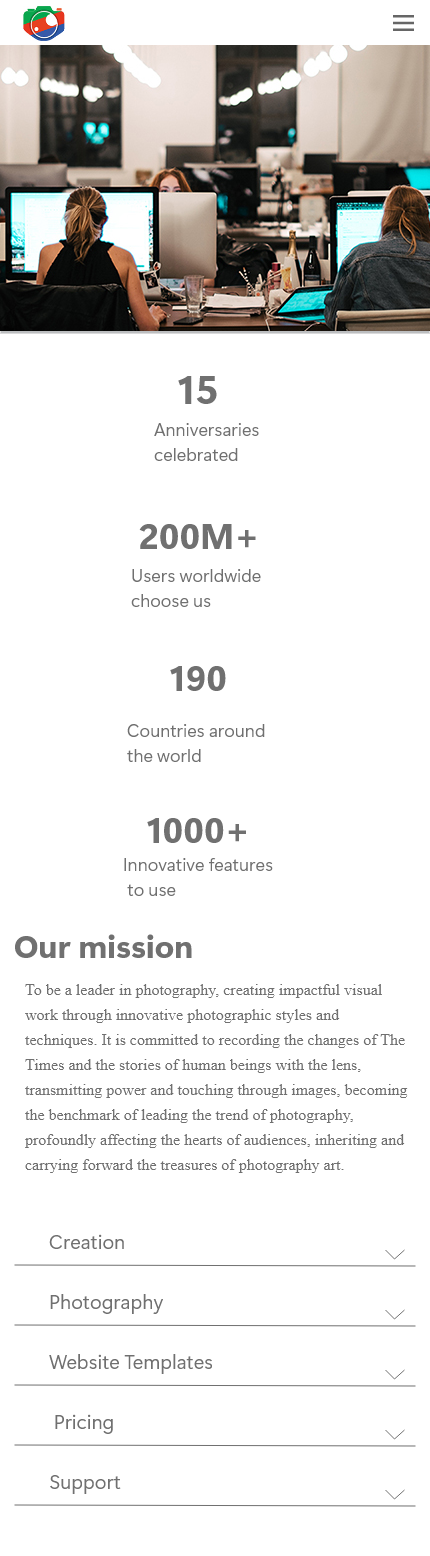 15
Anniversaries
celebrated
200M+
Users worldwide
choose us
190
Countries around
the world
1000+
Innovative features
to use
Our mission
To be a leader in photography, creating impactful visual
work through innovative photographic styles and
techniques. It is committed to recording the changes of The
Times and the stories of human beings with the lens,
transmitting power and touching through images, becoming
the benchmark of leading the trend of photography,
profoundly affecting the hearts of audiences, inheriting and
carrying forward the treasures of photography art.
Creation
Photography
Website Templates
Pricing
Support